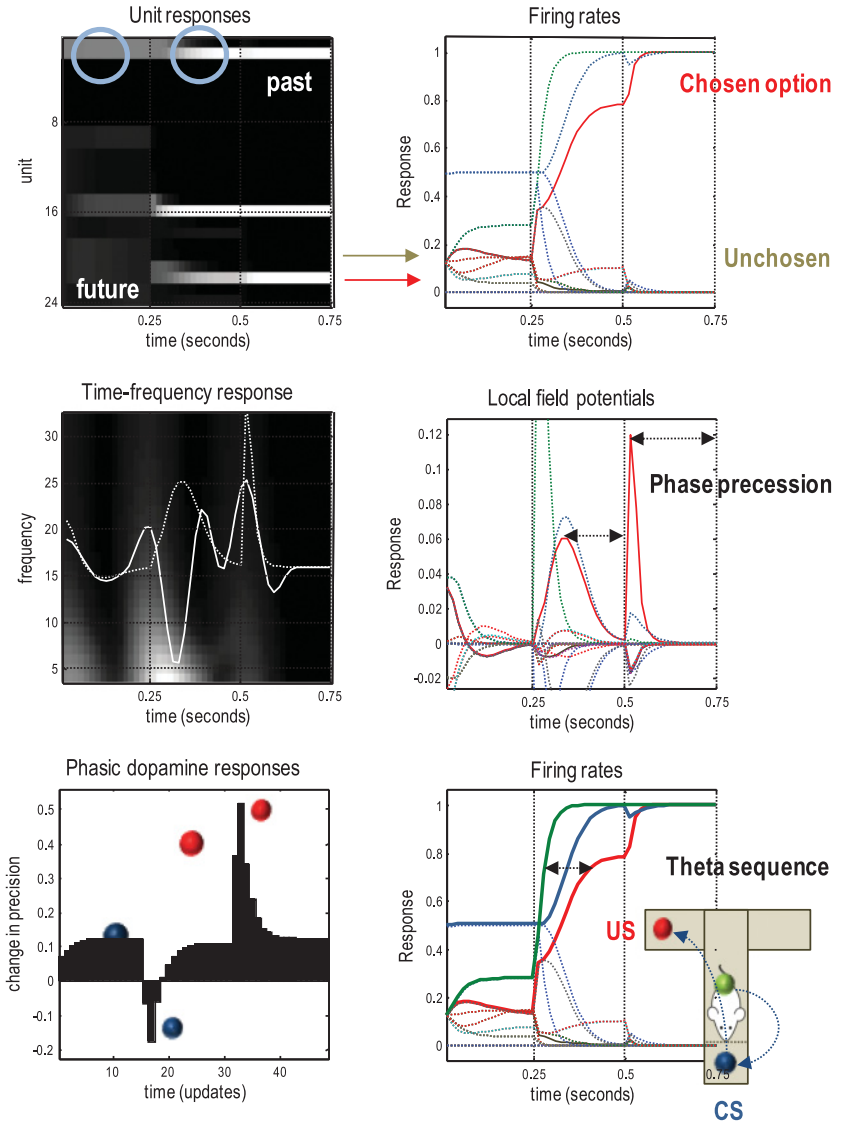 Unit responses
past
future
8
16
24
unit
0.25
0.5
0.75
time (seconds)
Firing rates
Chosen option
Unchosen
1
0.8
0.6
0.4
0.2
0
Response
0.25
0.5
0.75
time (seconds)
Time-frequency response
30
25
20
15
10
5
frequency
0.25
0.5
0.75
time (seconds)
Local field potentials
Phase precession
0.12
0.1
0.08
0.06
0.04
0.02
0
-0.02
Response
0.25
0.5
0.75
time (seconds)
Phasic dopamine responses
0.5
0.4
0.3
0.2
0.1
0
-0.1
-0.2
change in precision
10
20
30
40
time (updates)
Firing rates
Theta sequence
US
CS
1
0.8
0.6
0.4
0.2
0
Response
0.25
0.5
0.75
time (seconds)